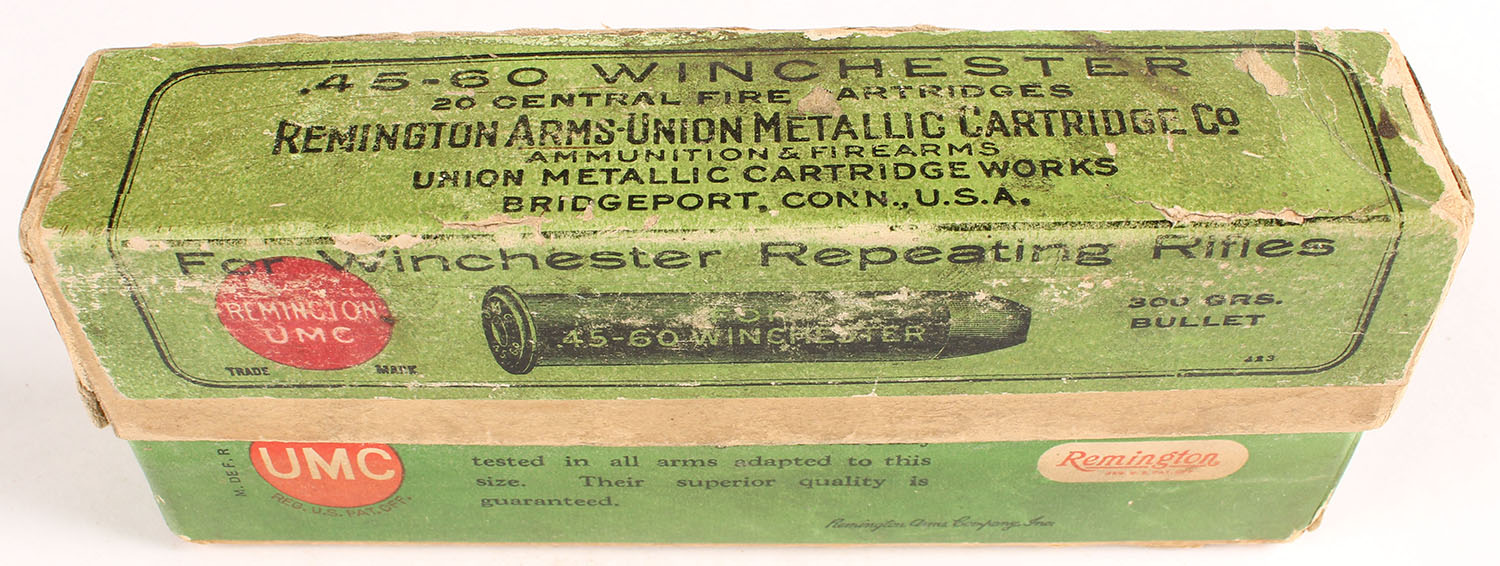 .45-60 WINCHESTER
20 CENTRAL FIRE CARTRIDGES
REMINGTON ARMS-UNION METALLIC CARTRIDGE CO
AMMUNITION & FIREARMS
UNION METALLIC CARTRIDGE WORKS
BRIDGEPORT, CONN., U.S.A.
For Winchester Repeating Rifles
REMINGTON
UMC
TRADE MARK
FOR
45-60 WINCHESTER
300 GRS.
BULLET
423
M. DE F. R
UMC
REG. U.S. PAT. OFF.
tested in all arms adapted to this
size. Their superior quality is
guaranteed.
Remington
Remington Arms Company, Inc.